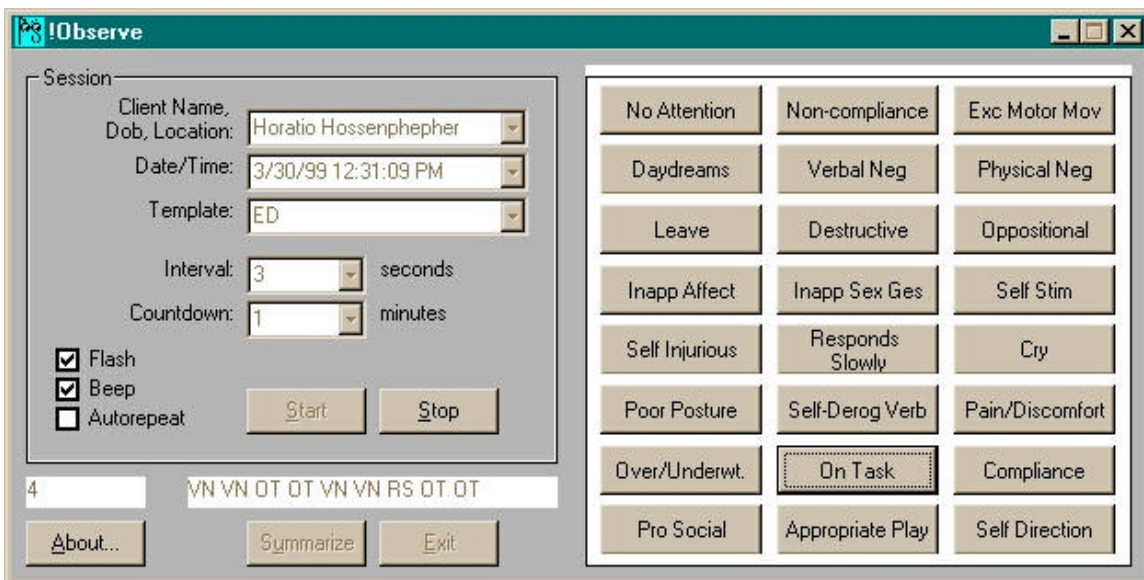 !Observe
Session
Client Name,
Dob, Location:
Horatio Hossenphepher
Date/Time:
3/30/99 12:31:09 PM
Template:
ED
Interval:
3
seconds
Countdown:
1
minutes
Flash
Beep
Autorepeat
Start
Stop
4
VN VN OT OT VN VN RS OT OT
About...
Summarize
Exit
No Attention
Non-compliance
Exc Motor Mov
Daydreams
Verbal Neg
Physical Neg
Leave
Destructive
Oppositional
Inapp Affect
Inapp Sex Ges
Self Stim
Self Injurious
Responds
Slowly
Cry
Poor Posture
Self-Derog Verb
Pain/Discomfort
Over/Underwt.
On Task
Compliance
Pro Social
Appropriate Play
Self Direction